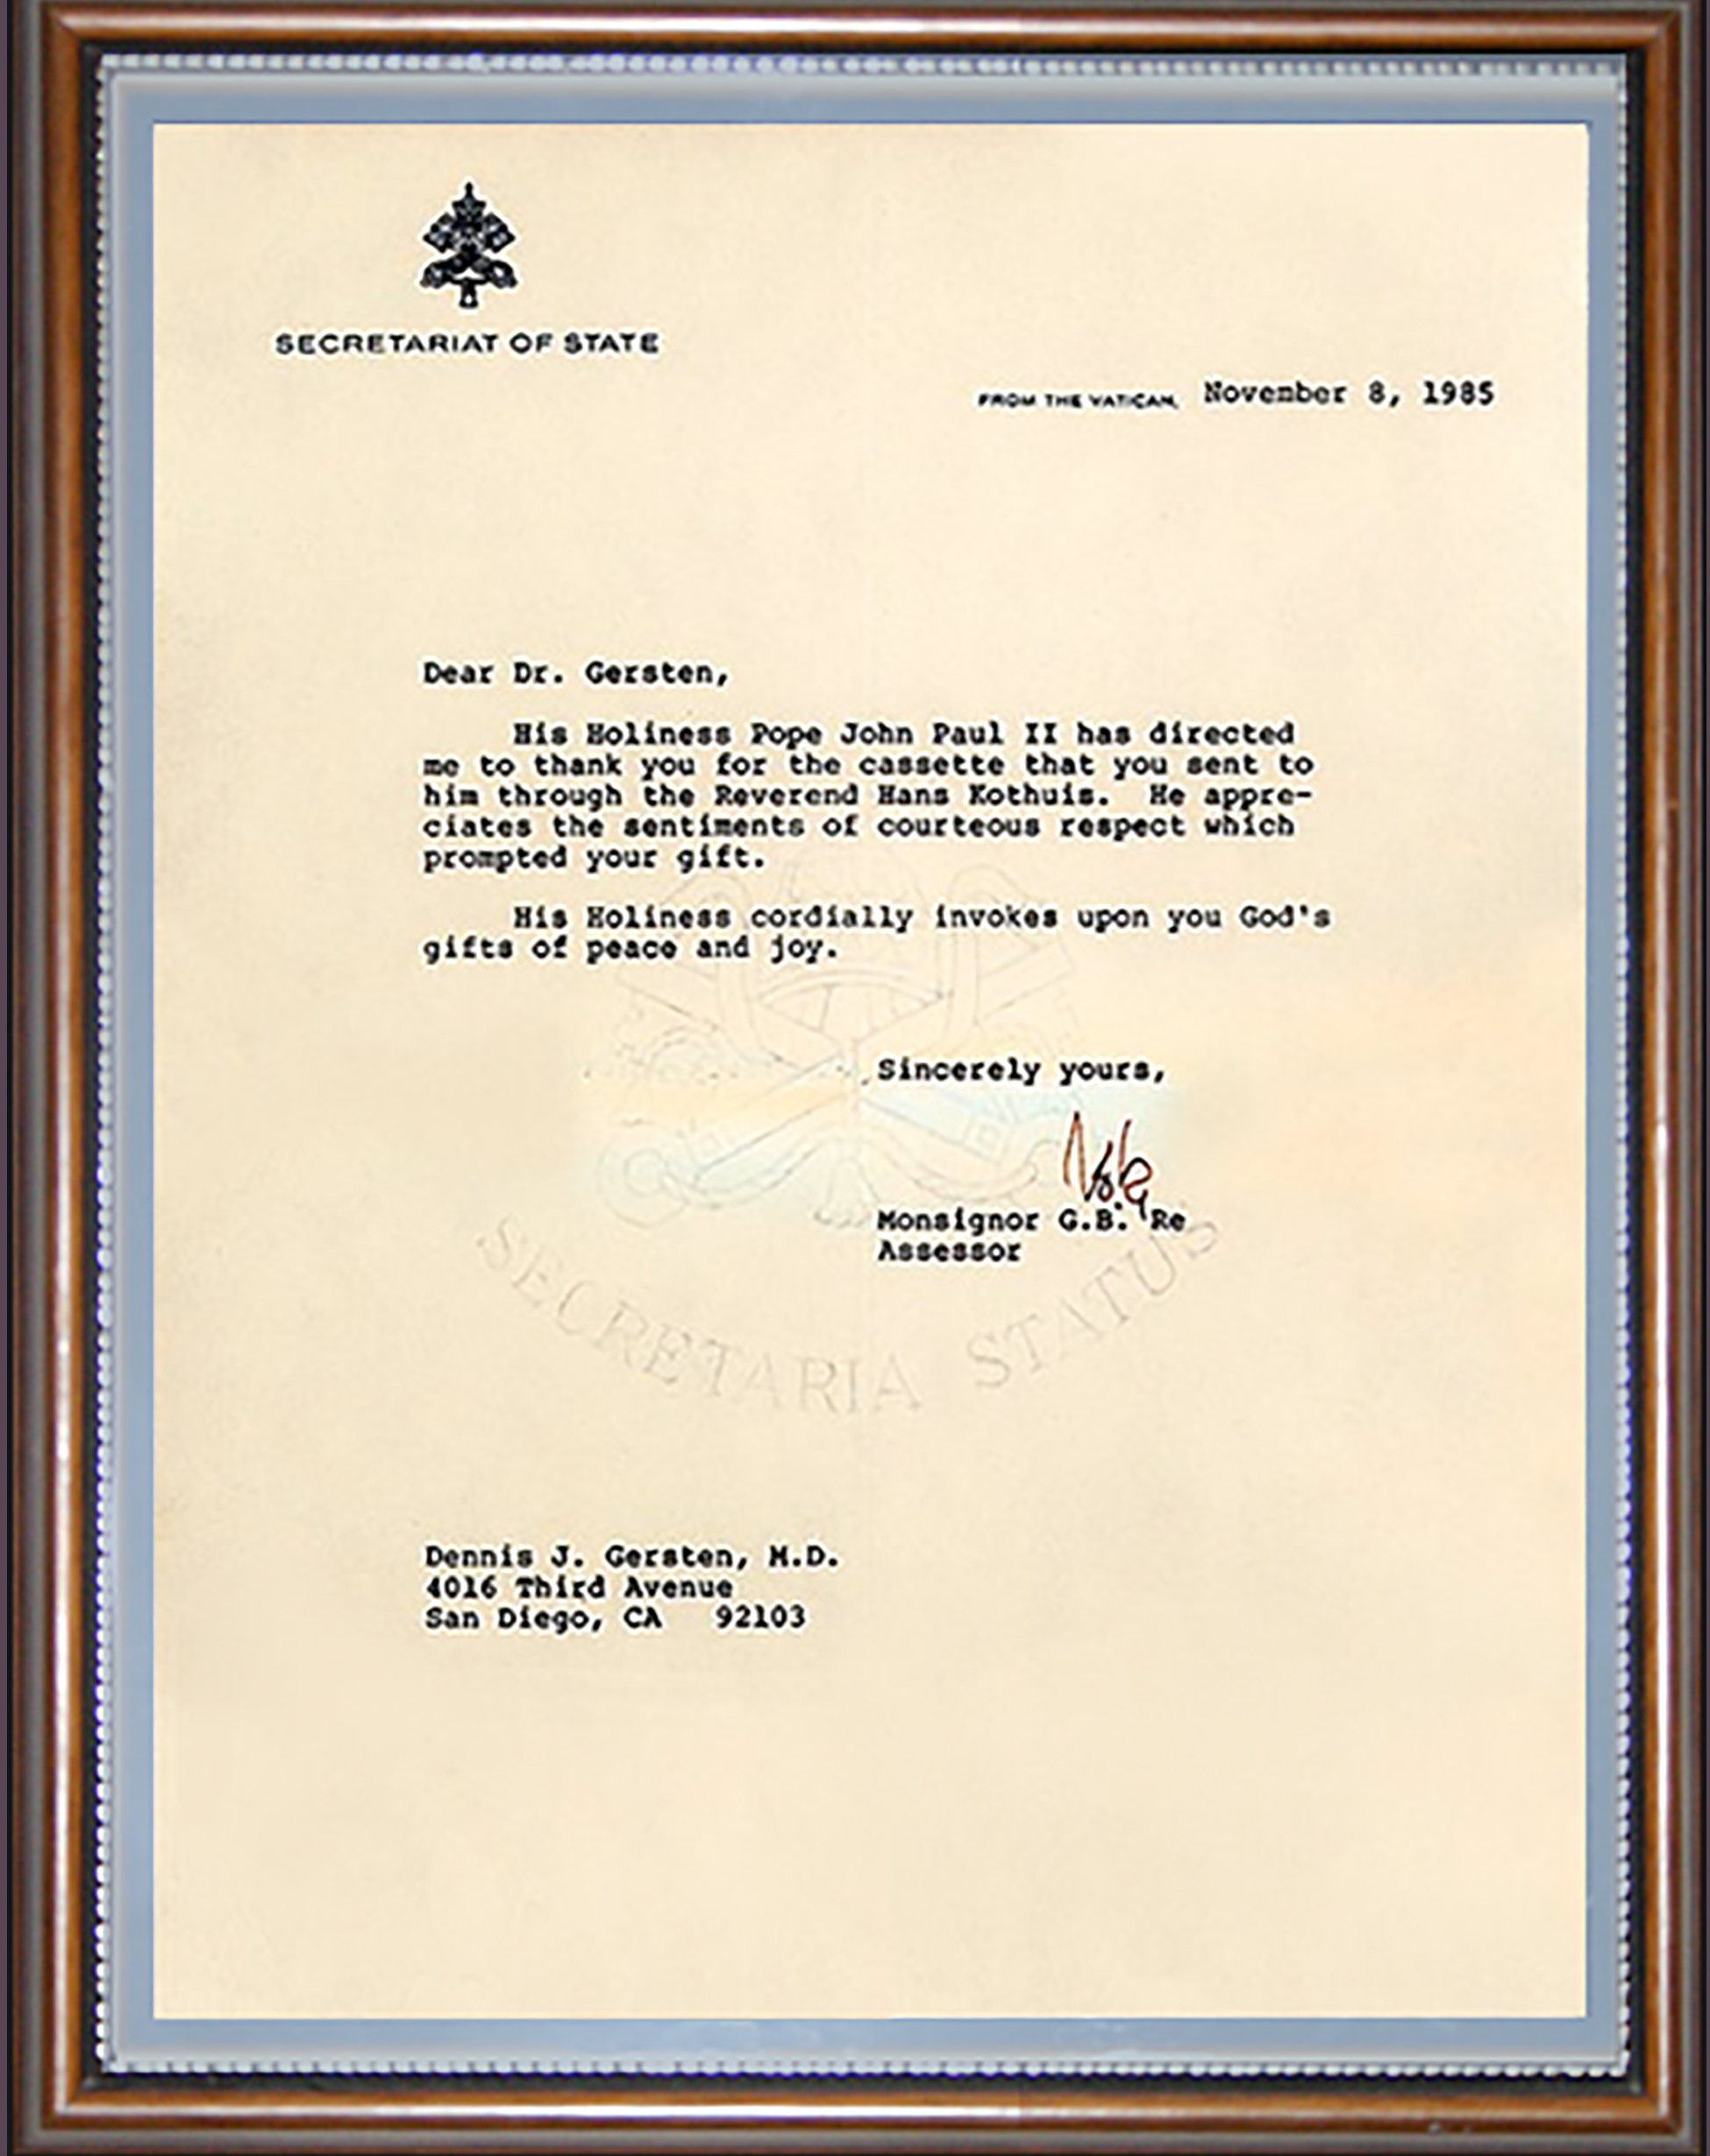 SECRETARIAT OF STATE
FROM THE VATICAN, November 8, 1985
Dear Dr. Gersten,
His Holiness Pope John Paul II has directed
me to thank you for the cassette that you sent to
him through the Reverend Hans Kothuis. He appre-
ciates the sentiments of courteous respect which
prompted your gift.
His Holiness cordially invokes upon you God's
gifts of peace and joy.
Sincerely yours,
Monsignor G.B. Re
Assessor
SECRETARIA STATUS
Dennis J. Gersten, M.D.
4016 Third Avenue
San Diego, CA 92103